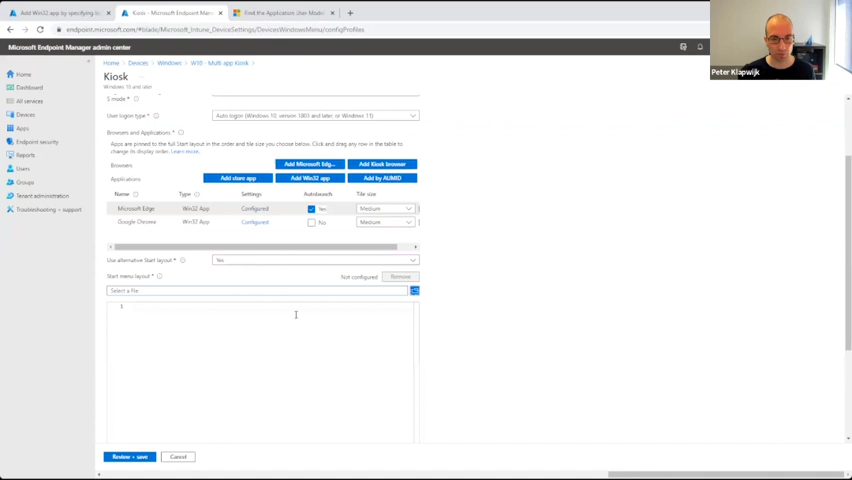 Add Win32 app by specifying lo
Kiosk - Microsoft Endpoint Man
Find the Application User Model
endpoint.microsoft.com/#blade/Microsoft_Intune_DeviceSettings/DevicesWindowsMenu/configProfiles
Microsoft Endpoint Manager admin center
Home > Devices > Windows > W10 - Multi-app Kiosk >
Home
Dashboard
All services
Devices
Apps
Endpoint security
Reports
Users
Groups
Tenant administration
Troubleshooting + support
Kiosk ...
Windows 10 and later
S mode *
User logon type *
Auto logon (Windows 10, version 1803 and later, or Windows 11)
Browsers and Applications *
Apps are pinned to the full Start layout in the order and tile size you choose below. Click and drag any row in the table to
change its display order. Learn more.
Browsers
Add Microsoft Edg...
Add Kiosk browser
Applications
Add store app
Add Win32 app
Add by AUMID
Name Type Settings Autolaunch Tile size
Microsoft Edge Win32 App Configured Yes Medium
Google Chrome Win32 App Configured No Medium
Use alternative Start layout *
Yes
Start menu layout *
Not configured
Remove
Select a file
1
Review + save
Cancel
Peter Klapwijk